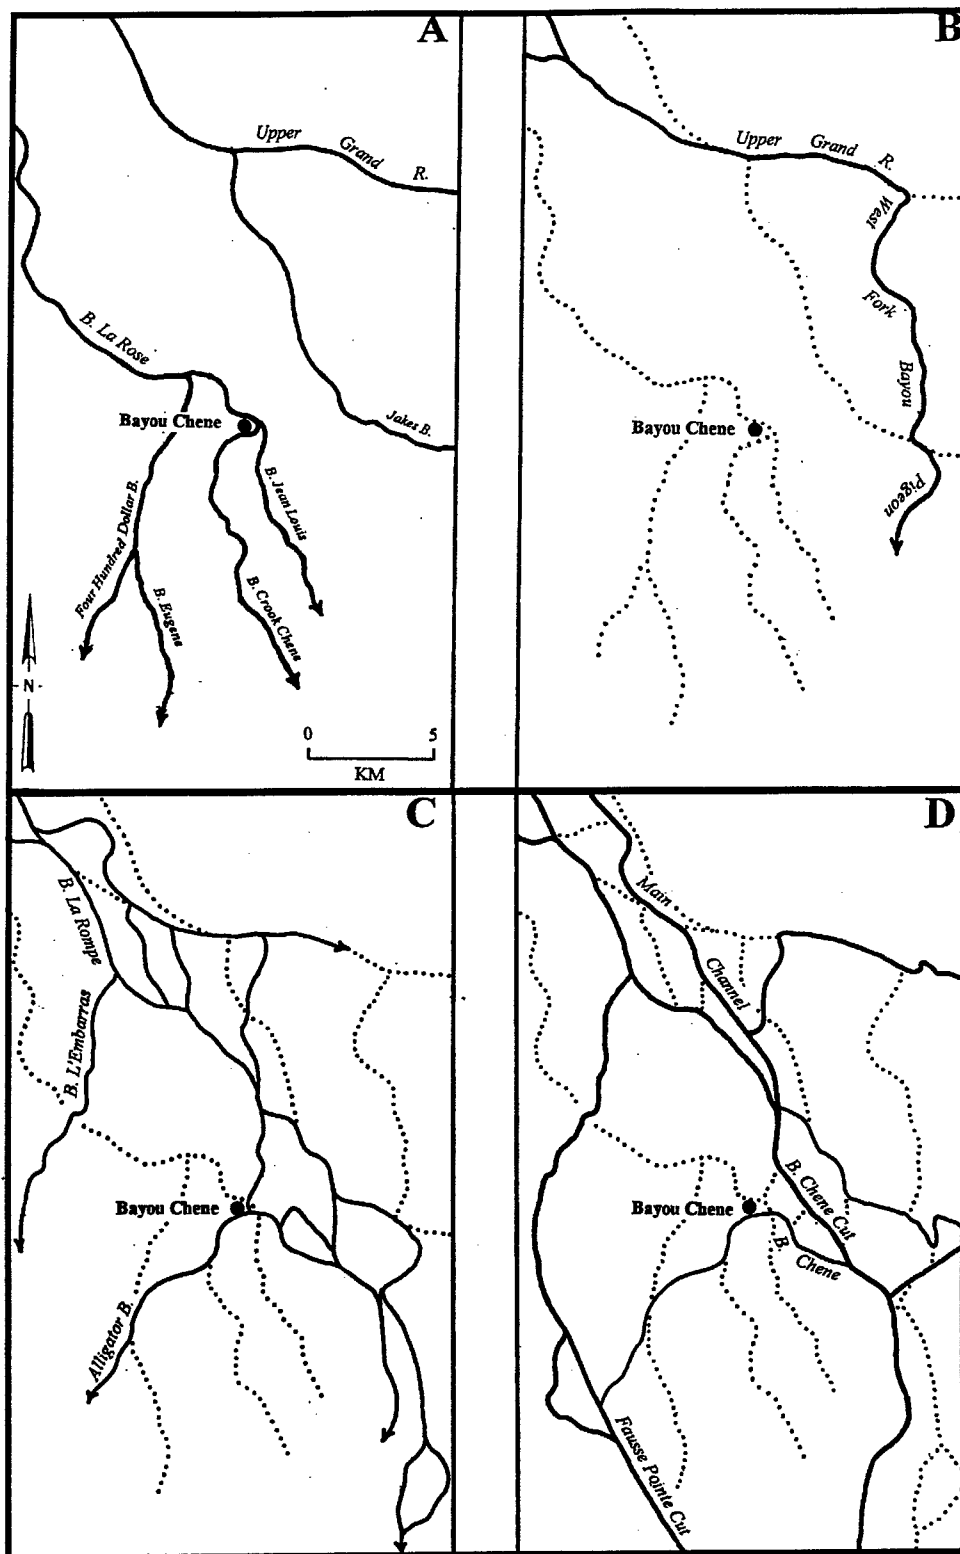 A
Upper Grand R.
B. La Rose
Bayou Chene
Jakes B.
B. Jean Louis
Four Hundred Dollar B.
B. Eugene
B. Crook Chene
N
0 5
KM
B
Upper Grand R.
West Fork Bayou Pigeon
Bayou Chene
C
B. La Rompe
B. L'Embarras
Bayou Chene
Alligator B.
D
Main Channel
Bayou Chene
B. Chene Cut
B. Chene
Fausse Pointe Cut